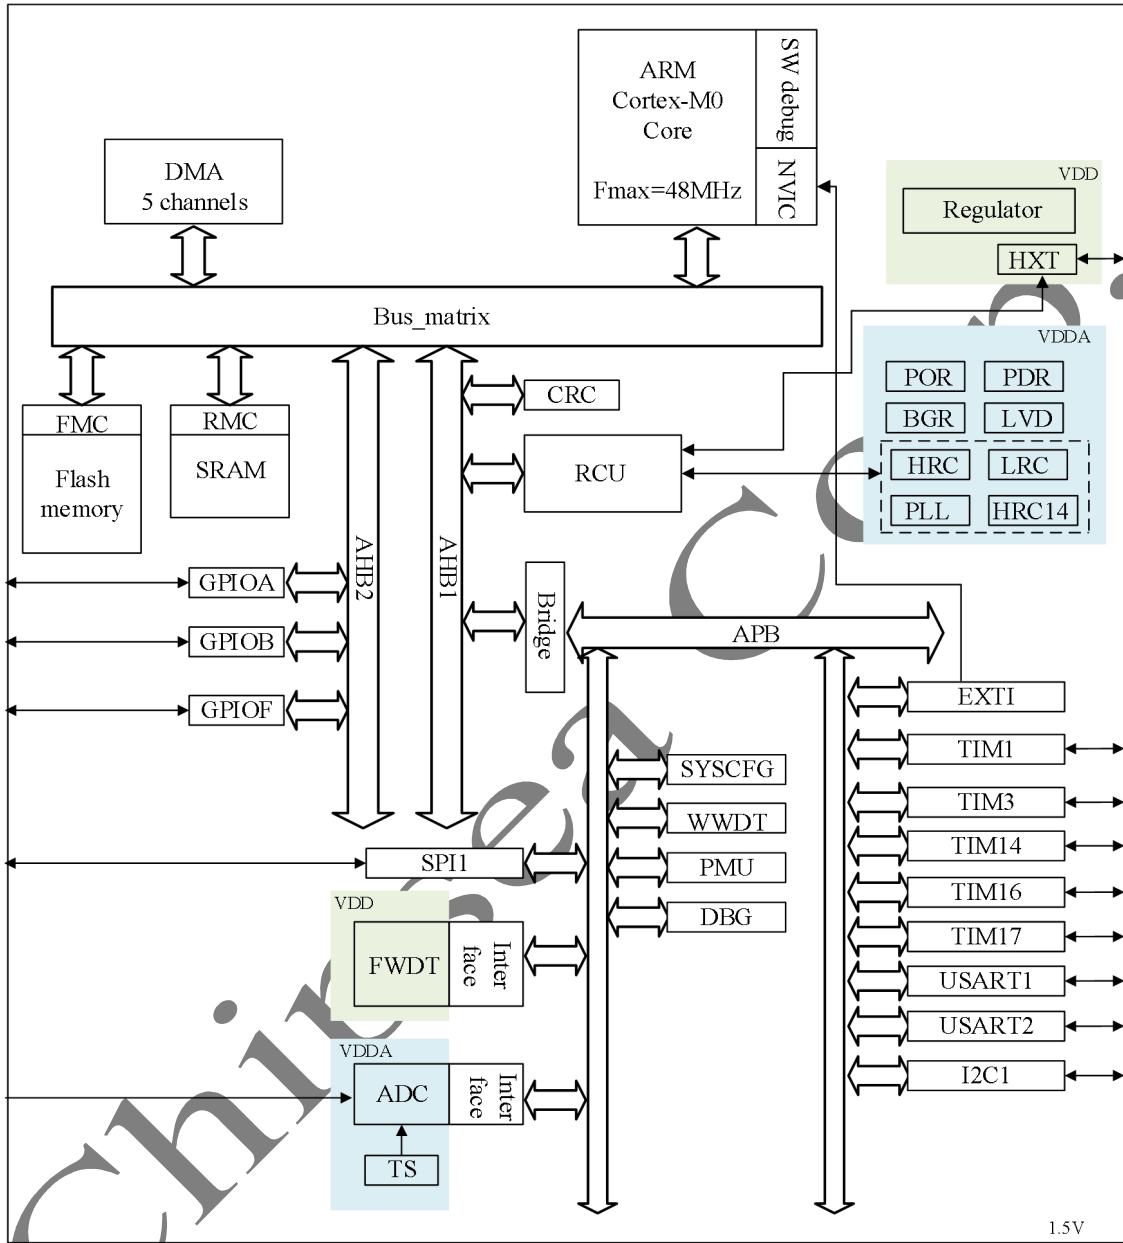 ARM
Cortex-M0
Core
Fmax=48MHz
SW debug
NVIC
DMA
5 channels
VDD
Regulator
HXT
Bus_matrix
VDDA
POR
PDR
BGR
LVD
HRC
LRC
PLL
HRC14
FMC
Flash
memory
RMC
SRAM
CRC
RCU
AHB2
AHB1
GPIOA
GPIOB
GPIOF
Bridge
APB
EXTI
TIM1
TIM3
TIM14
TIM16
TIM17
USART1
USART2
I2C1
SYSCFG
WWDT
PMU
DBG
SPI1
VDD
FWDT
Inter
face
VDDA
ADC
Inter
face
TS
1.5V